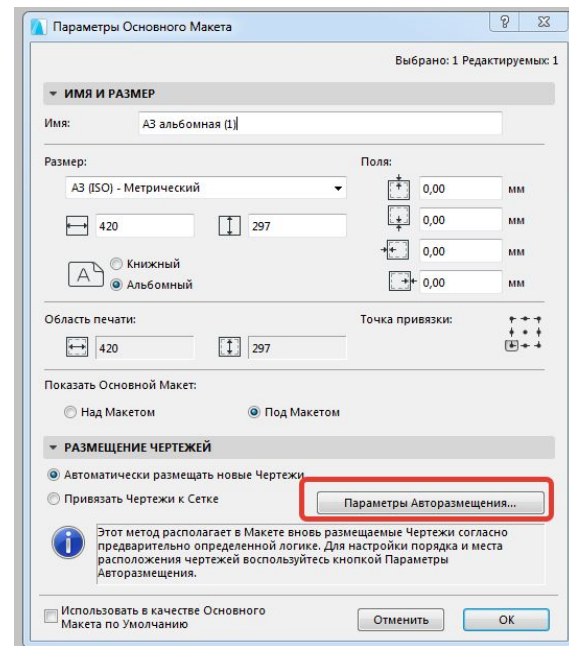 Параметры Основного Макета
Выбрано: 1 Редактируемых: 1
ИМЯ И РАЗМЕР
Имя: А3 альбомная (1)
Размер: Поля:
А3 (ISO) - Метрический 0,00 мм
420 297 0,00 мм
Книжный 0,00 мм
Альбомный 0,00 мм
Область печати: Точка привязки:
420 297
Показать Основной Макет:
Над Макетом Под Макетом
РАЗМЕЩЕНИЕ ЧЕРТЕЖЕЙ
Автоматически размещать новые Чертежи
Привязать Чертежи к Сетке Параметры Авторазмещения...
Этот метод располагает в Макете вновь размещаемые Чертежи согласно
предварительно определенной логике. Для настройки порядка и места
расположения чертежей воспользуйтесь кнопкой Параметры
Авторазмещения.
Использовать в качестве Основного
Макета по Умолчанию
Отменить OK